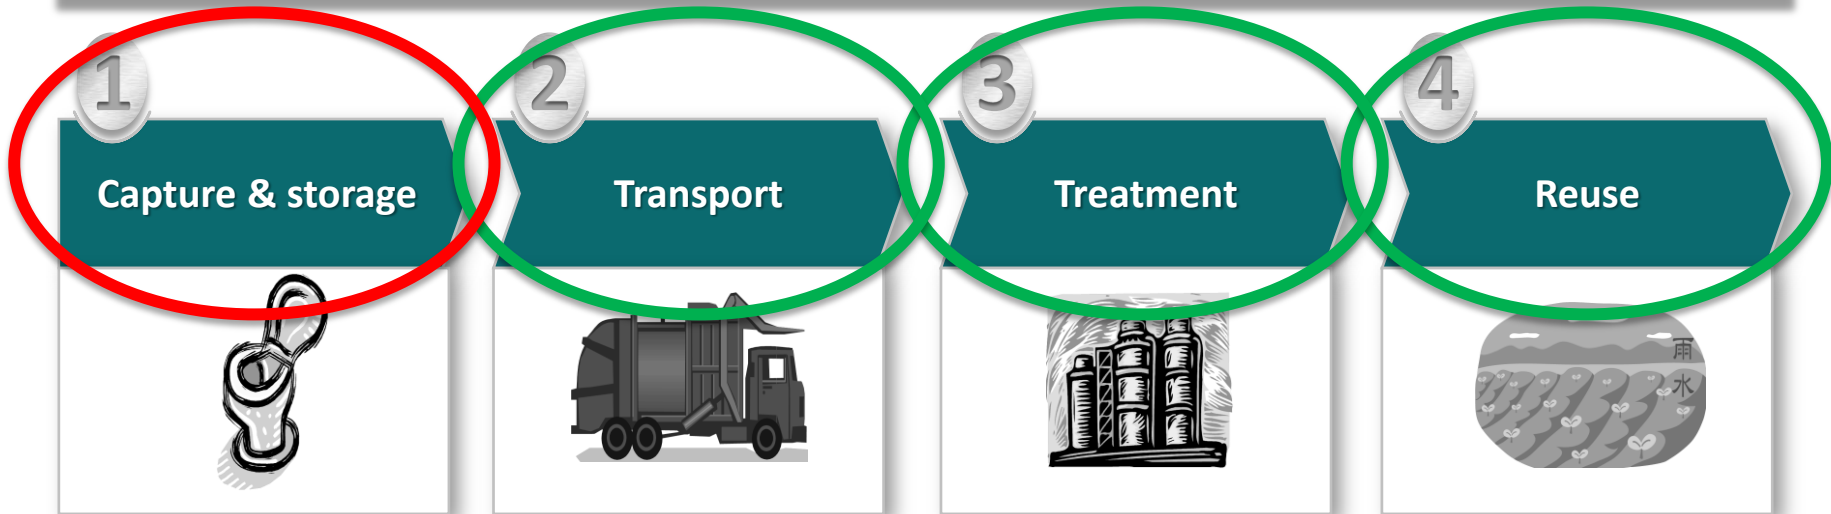 1
Capture & storage
2
Transport
3
Treatment
4
Reuse
雨
水